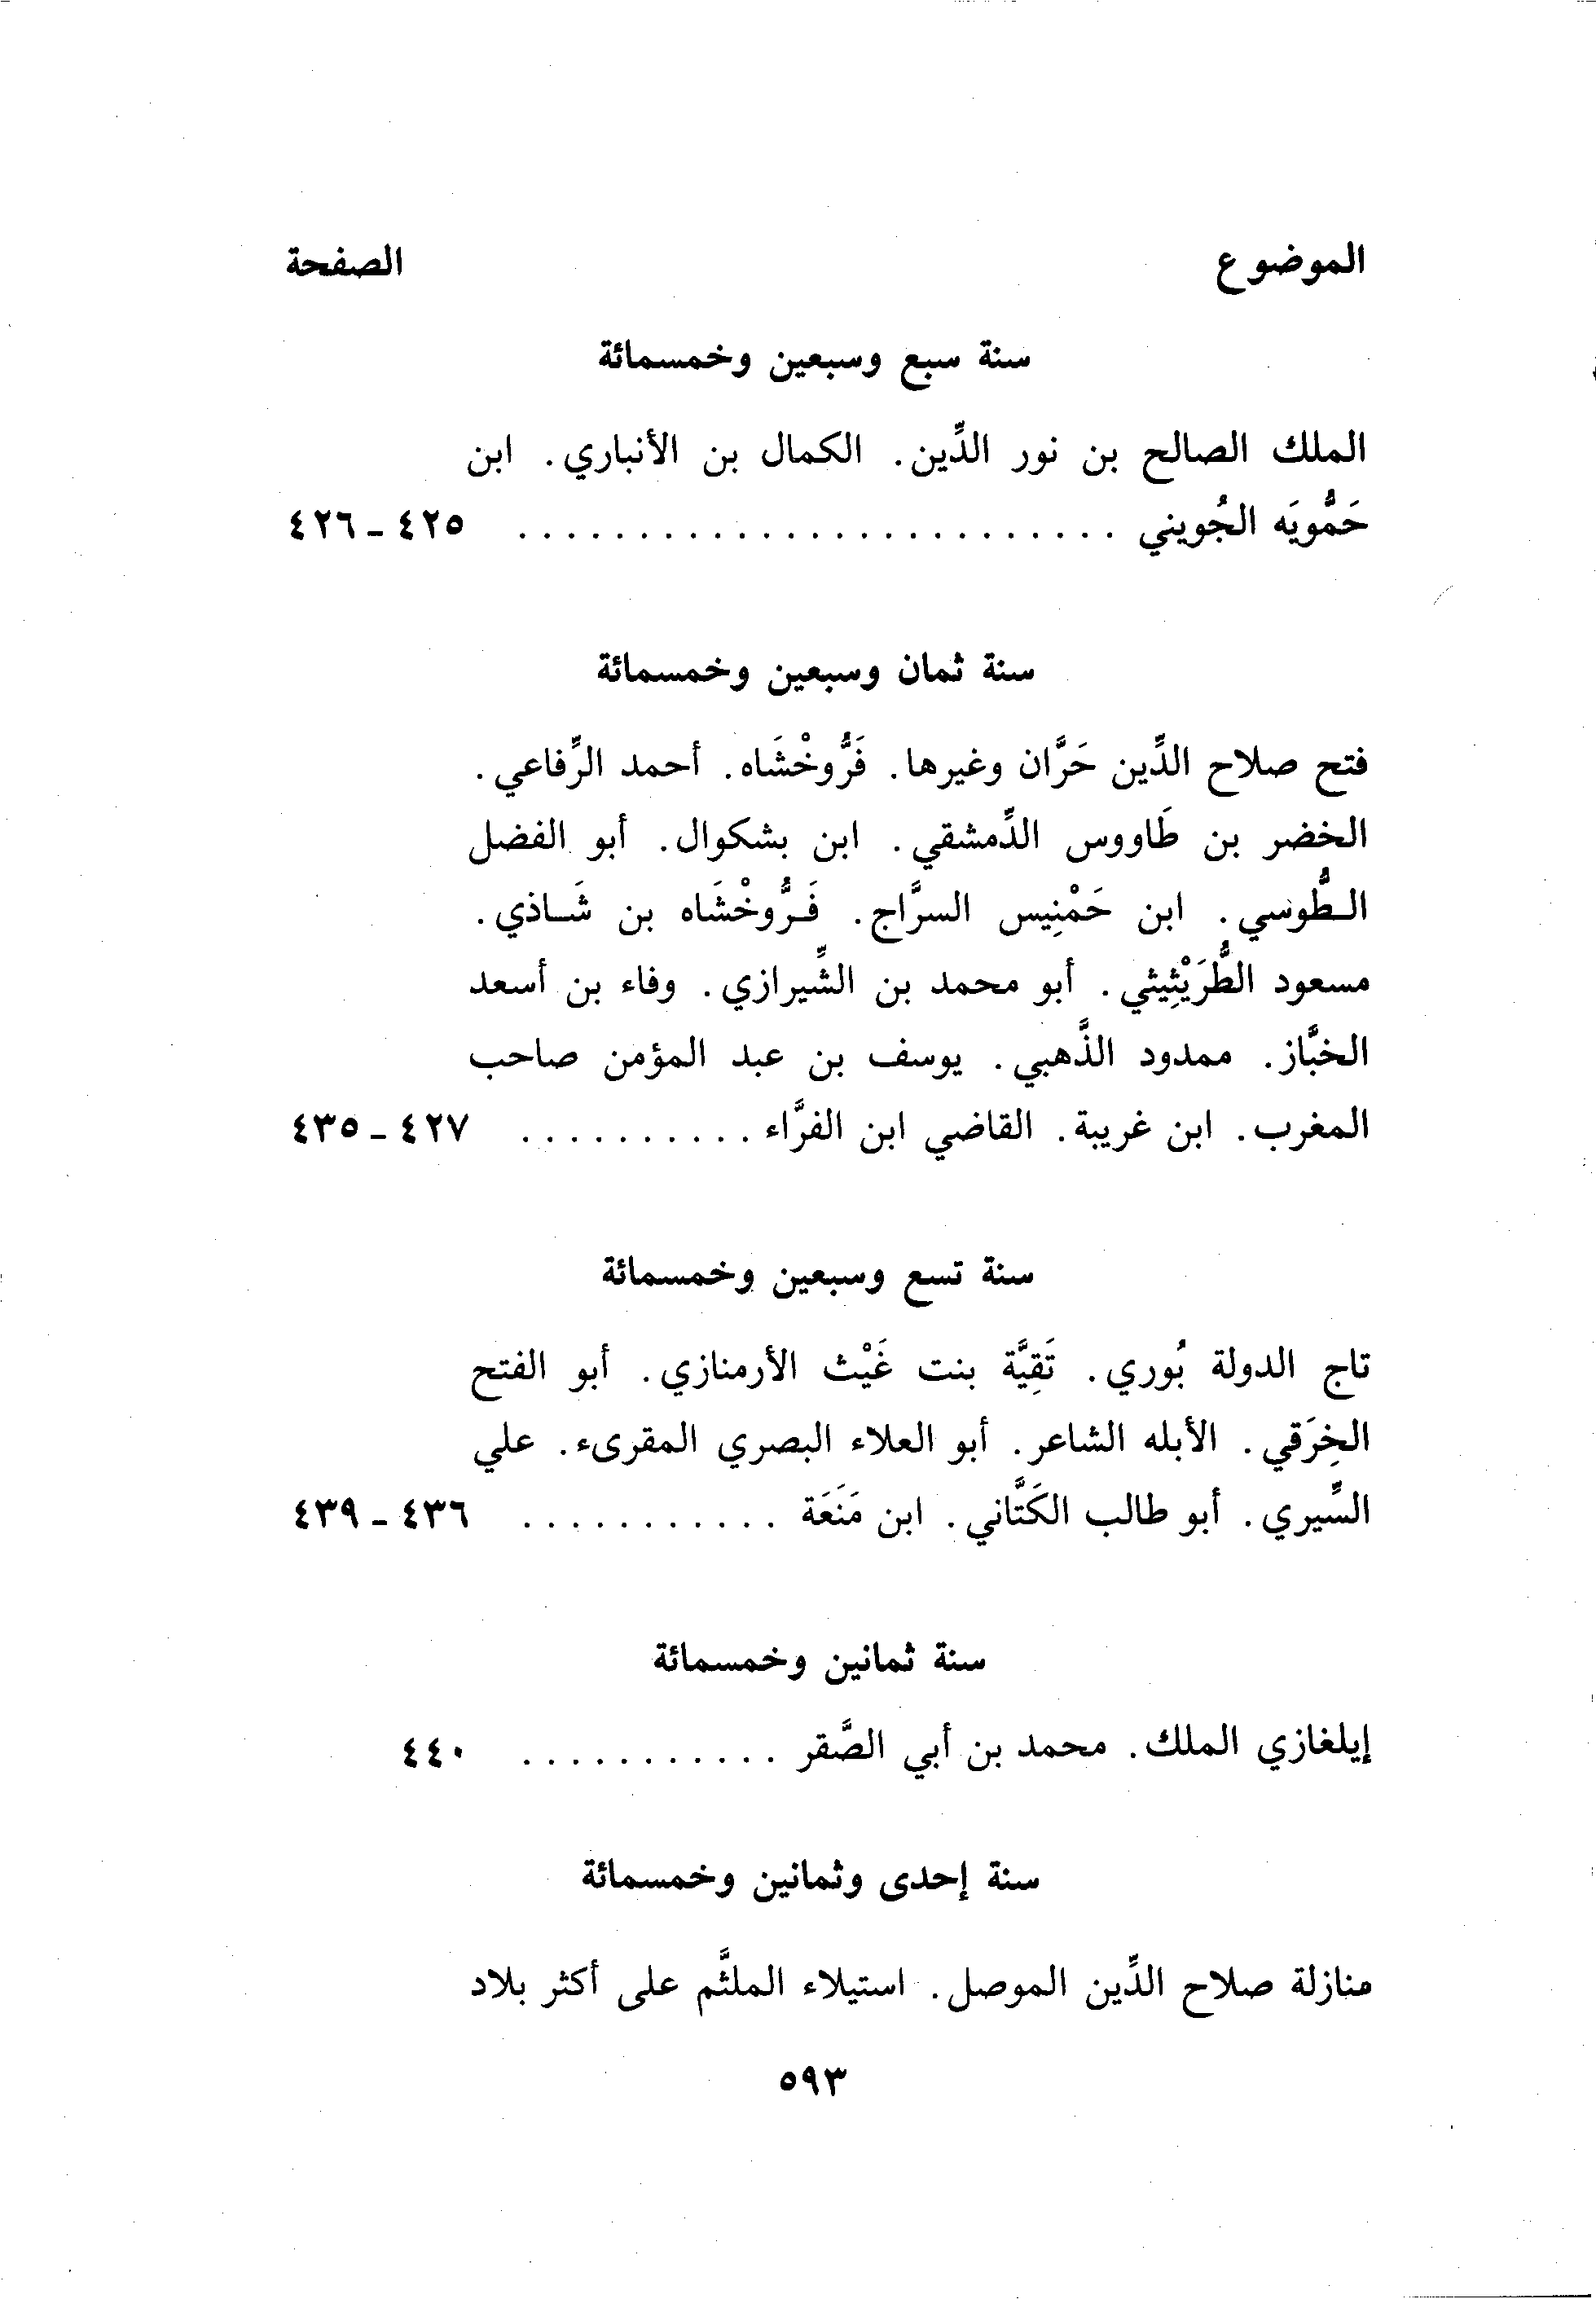 الموضوع الصفحة
سنة سبع وسبعين وخمسمائة
الملك الصالح بن نور الدِّين. الكمال بن الأنباري. ابن
حَمُّويَه الجُويني . . . . . . . . . . . . . . . . . . . . . . . . . ٤٢٥ ـ ٤٢٦
سنة ثمان وسبعين وخمسمائة
فتح صلاح الدِّين حَرَّان وغيرها. فَرُّوخْشَاه. أحمد الرِّفاعي.
الخضر بن طَاووس الدِّمشقي. ابن بشكوال. أبو الفضل
الـطُّوسي. ابن حَمْنِيس السرَّاج. فَـرُّوخْشَاه بن شَـاذي.
مسعود الطُّرَيْثِيثي. أبو محمد بن الشِّيرازي. وفاء بن أسعد
الخبَّاز. ممدود الذَّهبي. يوسف بن عبد المؤمن صاحب
المغرب. ابن غريبة. القاضي ابن الفرَّاء . . . . . . . . . . ٤٢٧ ـ ٤٣٥
سنة تسع وسبعين وخمسمائة
تاج الدولة بُوري. تَقِيَّة بنت غَيْث الأرمنازي. أبو الفتح
الخِرَقي. الأبله الشاعر. أبو العلاء البصري المقرىء. علي
السِّيري. أبو طالب الكَتَّاني. ابن مَنَعَة . . . . . . . . . . . ٤٣٦ ـ ٤٣٩
سنة ثمانين وخمسمائة
إيلغازي الملك. محمد بن أبي الصَّقر . . . . . . . . . . . ٤٤٠
سنة إحدى وثمانين وخمسمائة
منازلة صلاح الدِّين الموصل. استيلاء الملثَّم على أكثر بلاد
٥٩٣